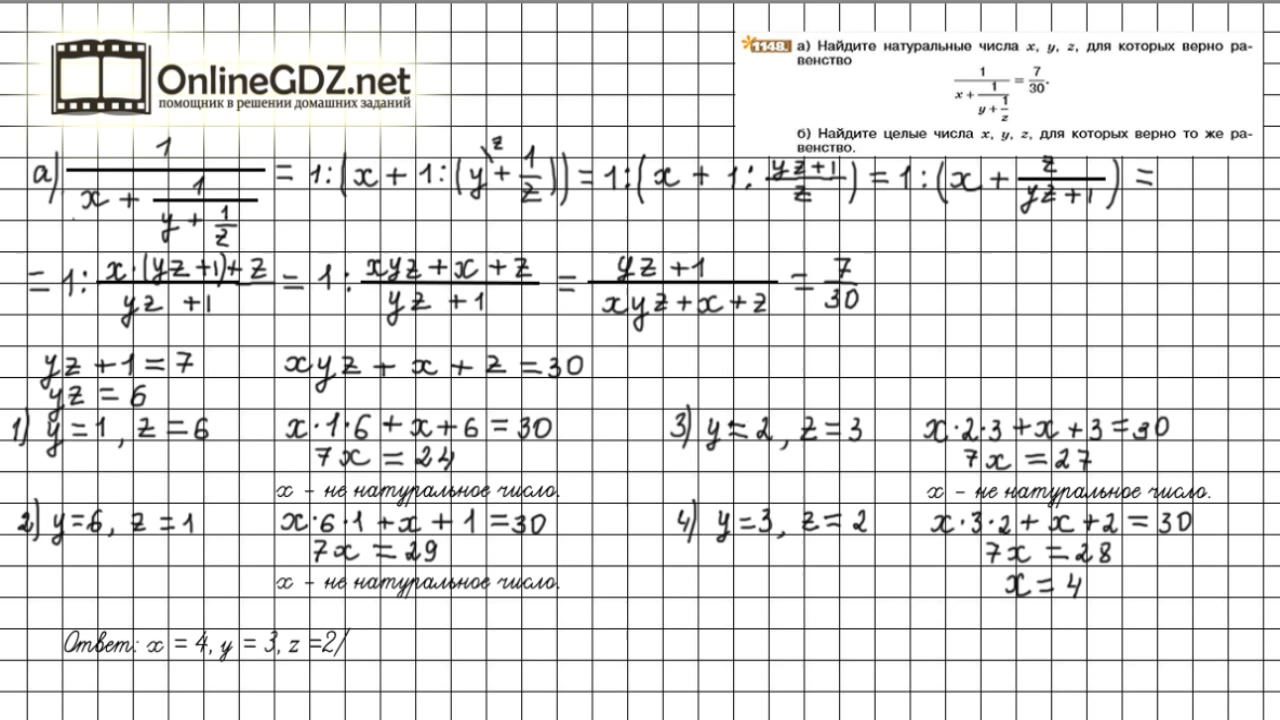 OnlineGDZ.net
помощник в решении домашних заданий
1148. а) Найдите натуральные числа x, y, z, для которых верно ра-
венство
1/(x + 1/(y + 1/z)) = 7/30.
б) Найдите целые числа x, y, z, для которых верно то же ра-
венство.
а) 1/(x + 1/(y + 1/z)) = 1:(x + 1:(y\z + 1/z)) = 1:(x + 1: (yz+1)/z) = 1:(x + z/(yz+1)) =
= 1: (x·(yz+1)+z)/(yz+1) = 1: (xyz+x+z)/(yz+1) = (yz+1)/(xyz+x+z) = 7/30
yz+1=7 xyz+x+z=30
yz=6
1) y=1, z=6 x·1·6+x+6=30
7x=24
x - не натуральное число.
2) y=6, z=1 x·6·1+x+1=30
7x=29
x - не натуральное число.
3) y=2, z=3 x·2·3+x+3=30
7x=27
x - не натуральное число.
4) y=3, z=2 x·3·2+x+2=30
7x=28
x=4
Ответ: x = 4, y = 3, z =2/